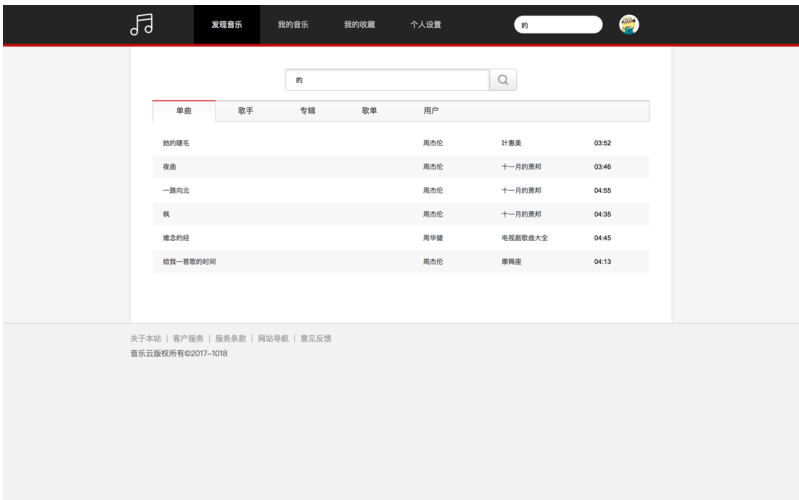 发现音乐 我的音乐 我的收藏 个人设置 的
的
单曲 歌手 专辑 歌单 用户
她的睫毛 周杰伦 叶惠美 03:52
夜曲 周杰伦 十一月的萧邦 03:46
一路向北 周杰伦 十一月的萧邦 04:55
枫 周杰伦 十一月的萧邦 04:35
难念的经 周华健 电视剧歌曲大全 04:45
给我一首歌的时间 周杰伦 摩羯座 04:13
关于本站 | 客户服务 | 服务条款 | 网站导航 | 意见反馈
音乐云版权所有©2017-1018